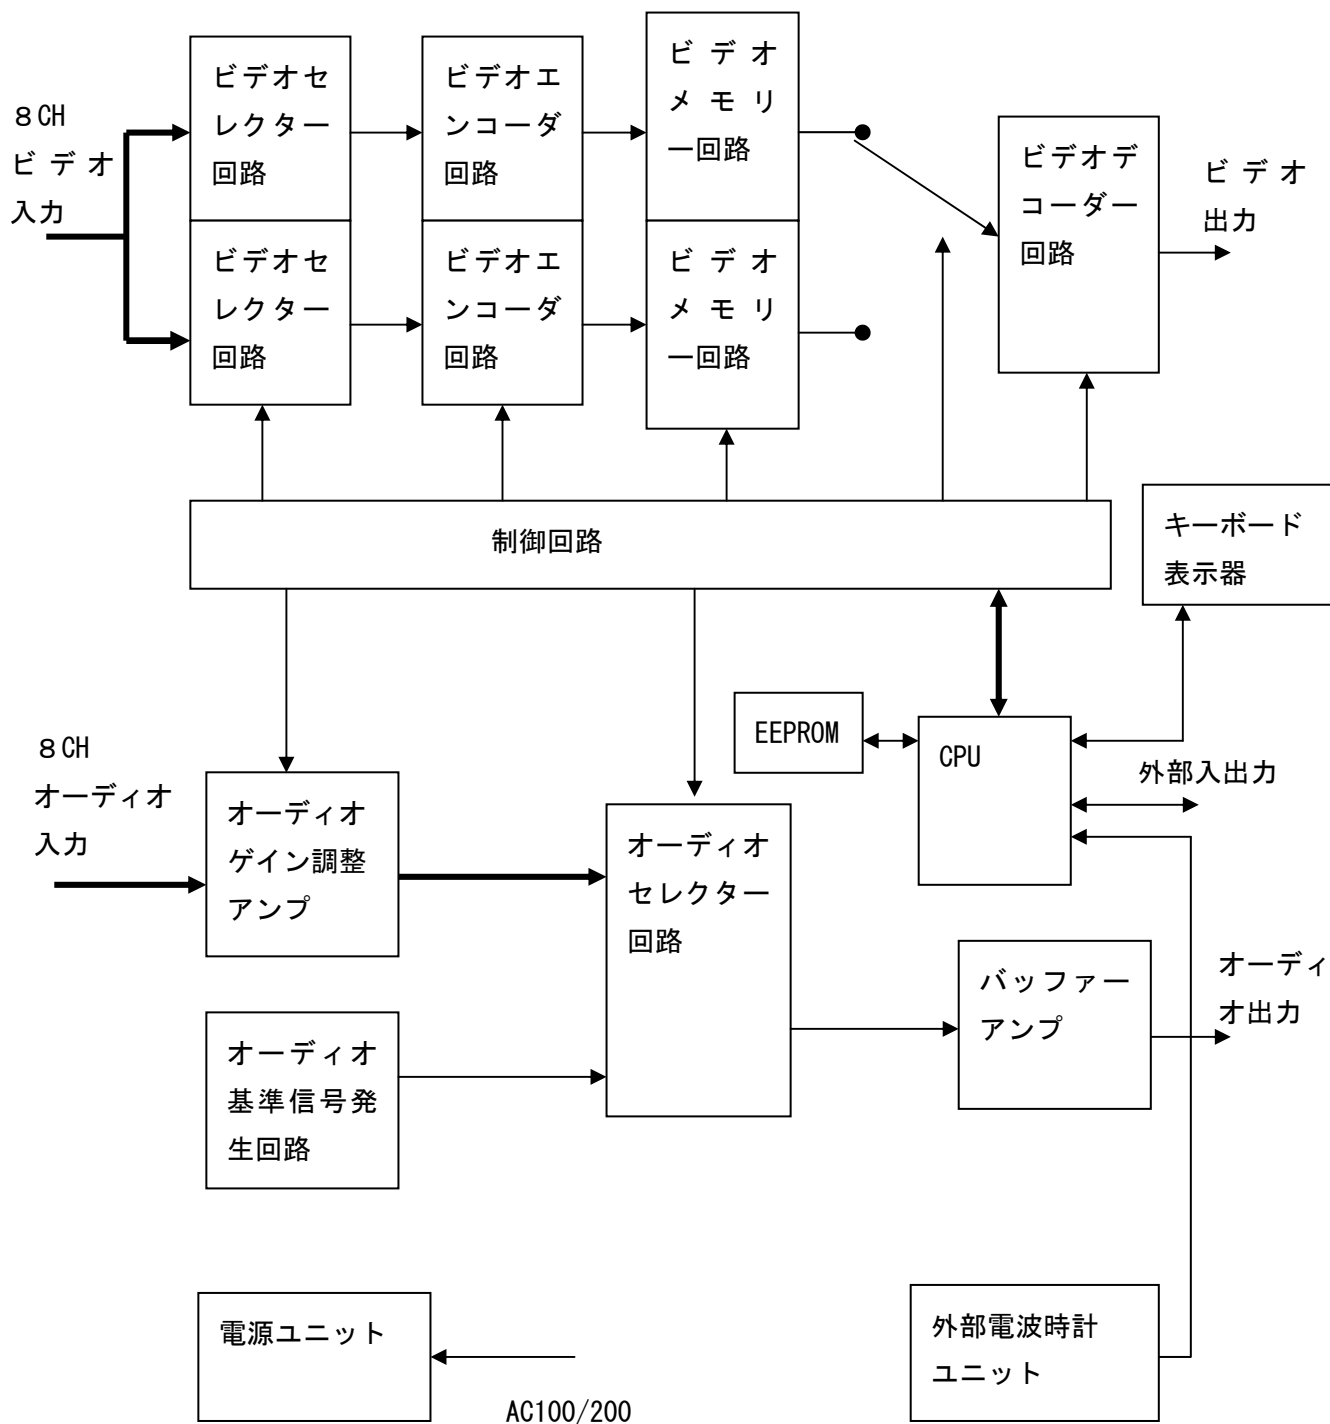 8CH
ビデオ
入力
ビデオセ
レクター
回路
ビデオエ
ンコーダ
回路
ビデオ
メモリ
ー回路
ビデオデ
コーダー
回路
ビデオ
出力
ビデオセ
レクター
回路
ビデオエ
ンコーダ
回路
ビデオ
メモリ
ー回路
制御回路
キーボード
表示器
EEPROM
CPU
外部入出力
8CH
オーディオ
入力
オーディオ
ゲイン調整
アンプ
オーディオ
セレクター
回路
バッファー
アンプ
オーディ
オ出力
オーディオ
基準信号発
生回路
電源ユニット
AC100/200
外部電波時計
ユニット